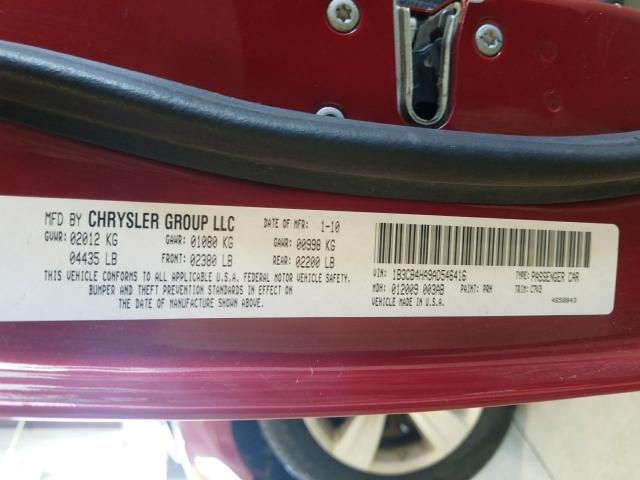 MFD BY CHRYSLER GROUP LLC DATE OF MFR: 1-10
GVWR: 02012 KG GAWR: 01080 KG GAWR: 00998 KG
04435 LB FRONT: 02380 LB REAR: 02200 LB
THIS VEHICLE CONFORMS TO ALL APPLICABLE U.S.A. FEDERAL MOTOR VEHICLE SAFETY,
BUMPER AND THEFT PREVENTION STANDARDS IN EFFECT ON
THE DATE OF MANUFACTURE SHOWN ABOVE.
VIN: 1B3CB4HA9AD546416 TYPE: PASSENGER CAR
MDH: 012009 003AB PAINT: PRH TRIM: C7V3
VEHICLE MADE IN U.S.A. 4658843